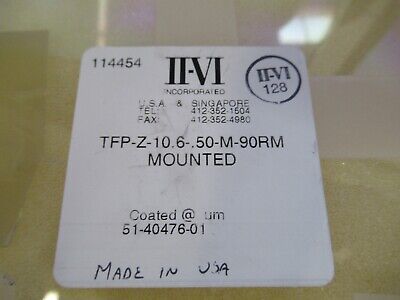 114454
II-VI
INCORPORATED
U.S.A. & SINGAPORE
TEL: 412-352-1504
FAX: 412-352-4980
II-VI
128
TFP-Z-10.6-.50-M-90RM
MOUNTED
Coated @ um
51-40476-01
MADE IN USA